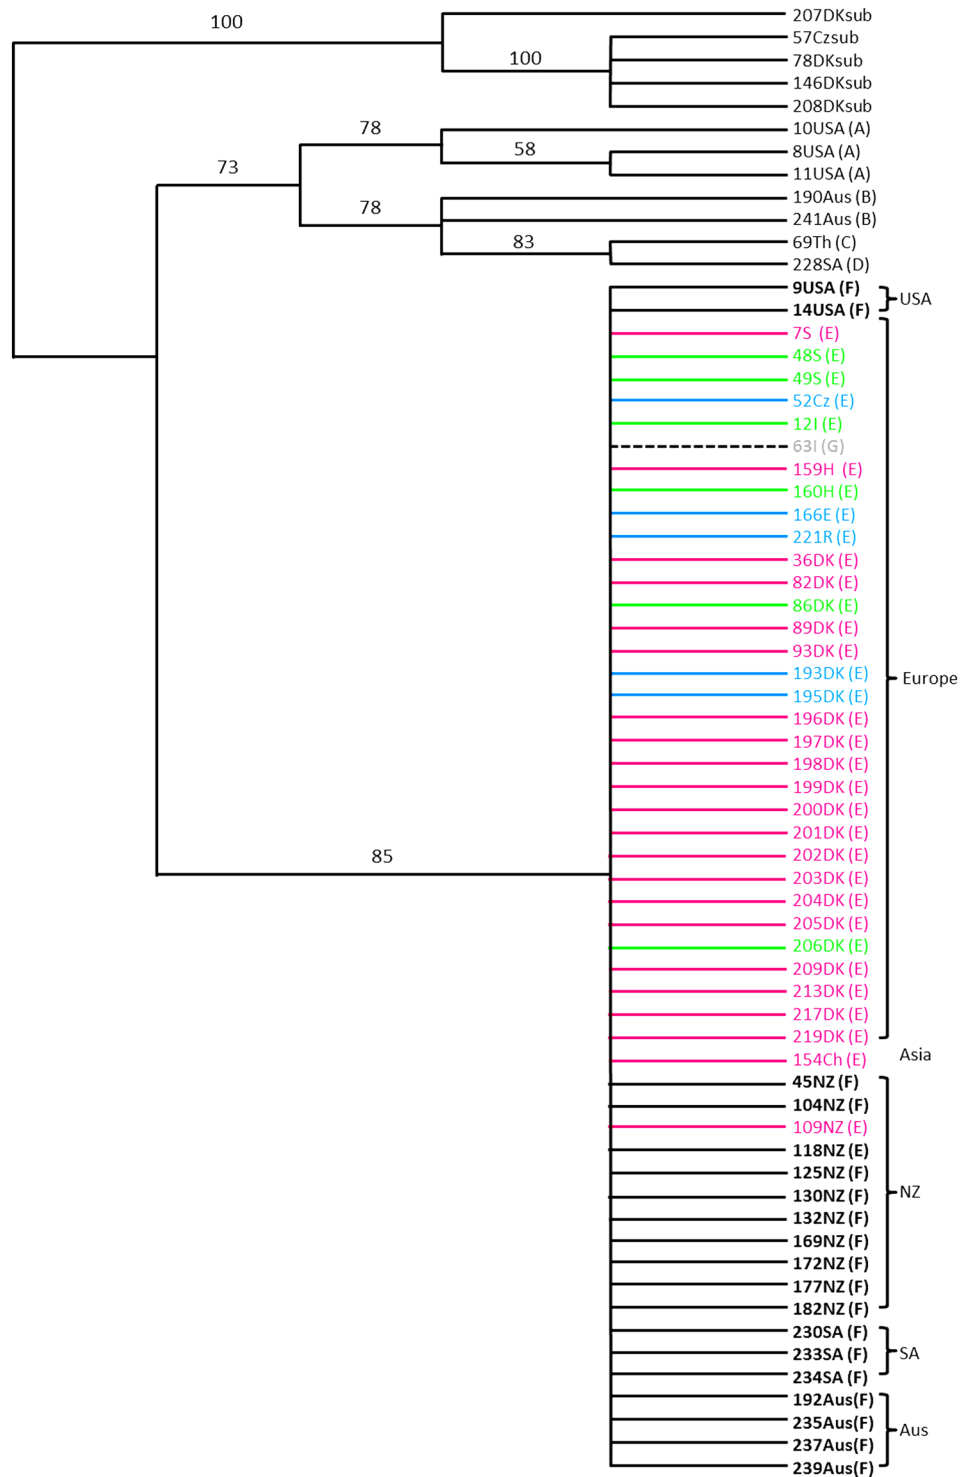 100
207DKsub
57Czsub
100
78DKsub
146DKsub
208DKsub
78
10USA (A)
58
8USA (A)
73
11USA (A)
190Aus (B)
78
241Aus (B)
83
69Th (C)
228SA (D)
9USA (F)
USA
14USA (F)
7S (E)
48S (E)
49S (E)
52Cz (E)
12I (E)
63I (G)
159H (E)
160H (E)
166E (E)
221R (E)
36DK (E)
82DK (E)
86DK (E)
89DK (E)
93DK (E)
193DK (E)
Europe
195DK (E)
196DK (E)
197DK (E)
198DK (E)
199DK (E)
200DK (E)
201DK (E)
85
202DK (E)
203DK (E)
204DK (E)
205DK (E)
206DK (E)
209DK (E)
213DK (E)
217DK (E)
219DK (E)
Asia
154Ch (E)
45NZ (F)
104NZ (F)
109NZ (E)
118NZ (E)
125NZ (F)
NZ
130NZ (F)
132NZ (F)
169NZ (F)
172NZ (F)
177NZ (F)
182NZ (F)
230SA (F)
233SA (F)
SA
234SA (F)
192Aus(F)
235Aus(F)
Aus
237Aus(F)
239Aus(F)